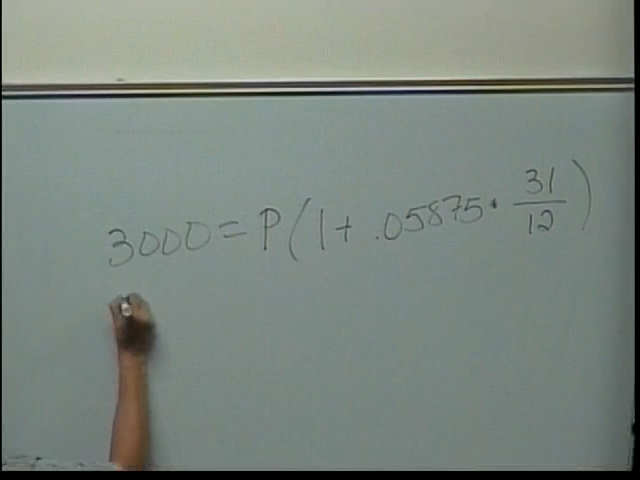 3000 = P(1 + .05875 · 31/12)